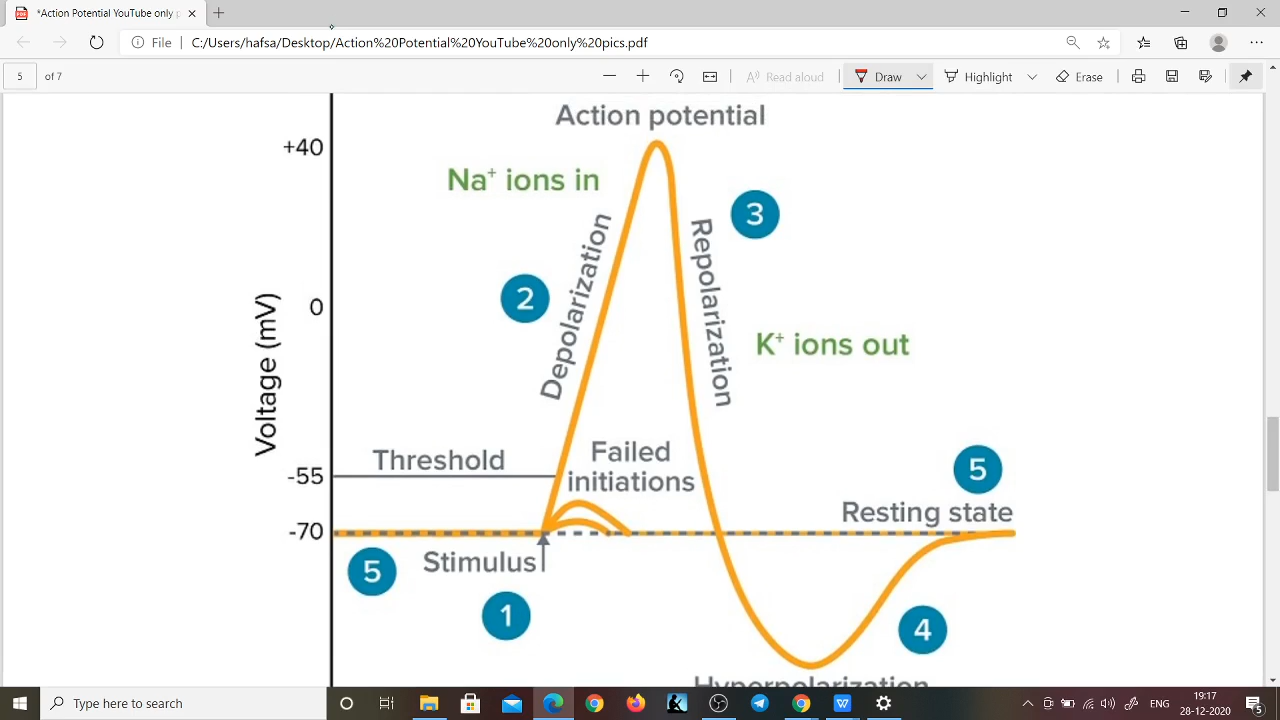 *Action Potential YouTube only p
File
C:/Users/hafsa/Desktop/Action%20Potential%20YouTube%20only%20pics.pdf
5 of 7
Read aloud
Draw
Highlight
Erase
Action potential
+40
Na⁺ ions in
3
Depolarization
Repolarization
2
0
K⁺ ions out
Voltage (mV)
Threshold
Failed
initiations
-55
5
Resting state
-70
Stimulus
5
1
4
Hyperpolarization
Type here to search
ENG
19:17
28-12-2020
5